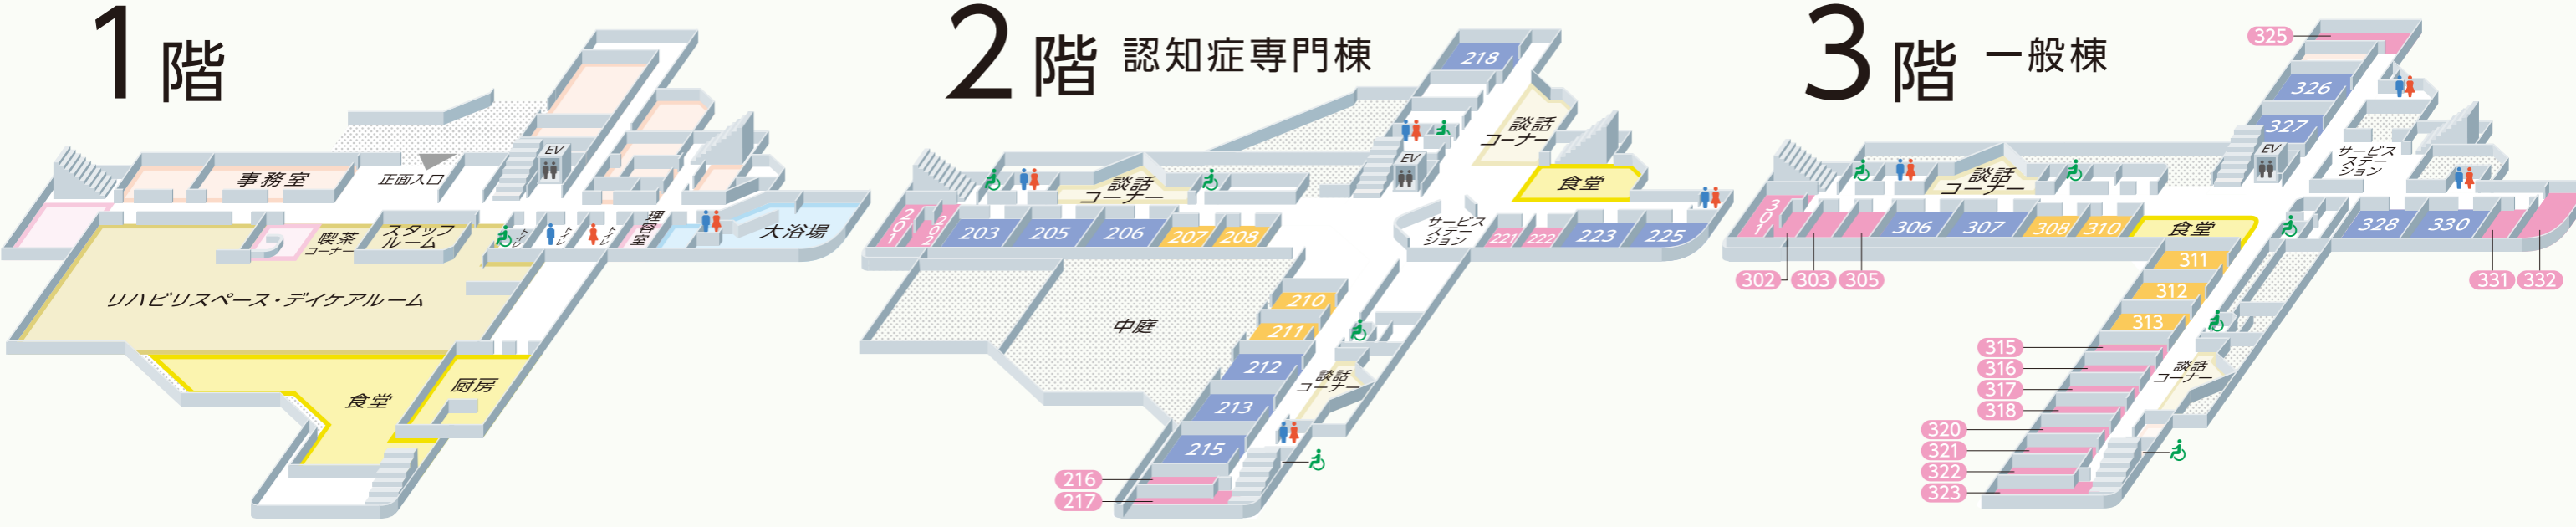 1階
事務室
正面入口
EV
喫茶
コーナー
スタッフ
ルーム
トイレ
トイレ
理容室
大浴場
リハビリスペース・デイケアルーム
食堂
厨房
2階 認知症専門棟
218
談話
コーナー
食堂
EV
談話
コーナー
201
202
203
205
206
207
208
サービス
ステー
ション
221
222
223
225
中庭
210
211
212
213
215
216
217
談話
コーナー
3階 一般棟
325
326
327
EV
サービス
ステー
ション
談話
コーナー
301
302
303
305
306
307
308
310
食堂
328
330
331
332
311
312
313
315
316
317
318
320
321
322
323
談話
コーナー